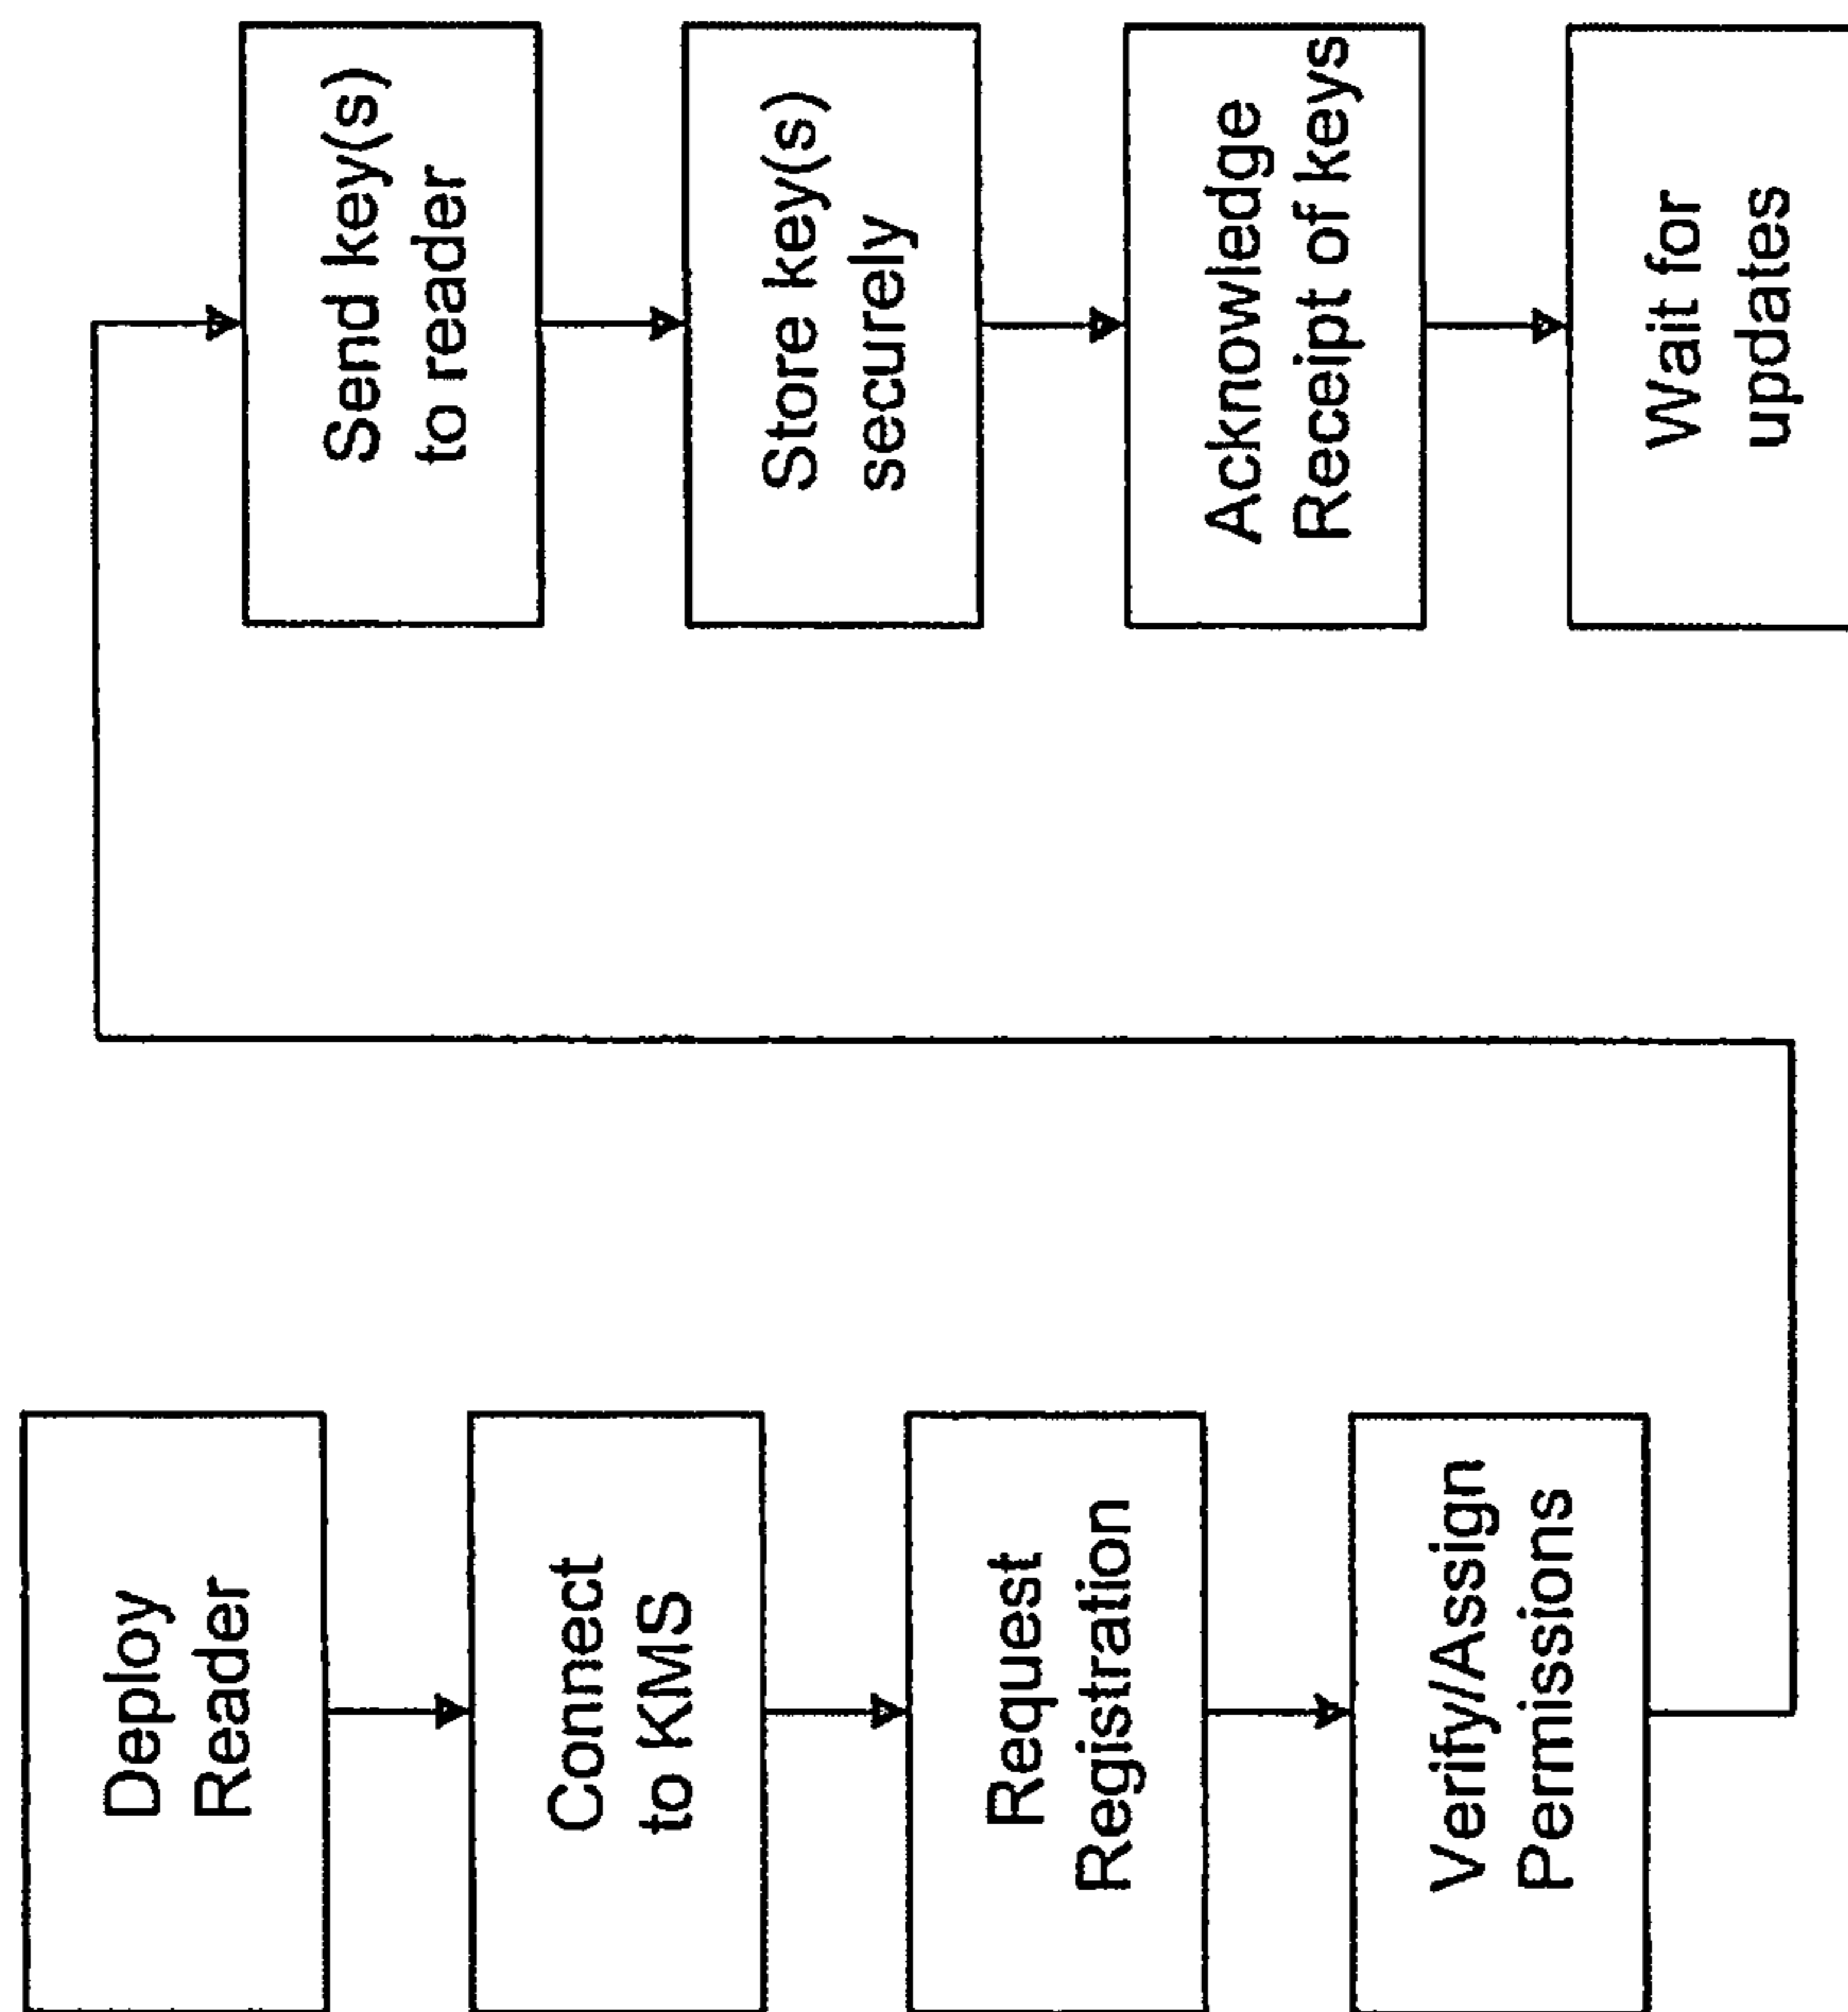 Deploy
Reader
Connect
to KMS
Request
Registration
Verify/Assign
Permissions
Send key(s)
to reader
Store key(s)
securely
Acknowledge
Receipt of keys
Wait for
updates